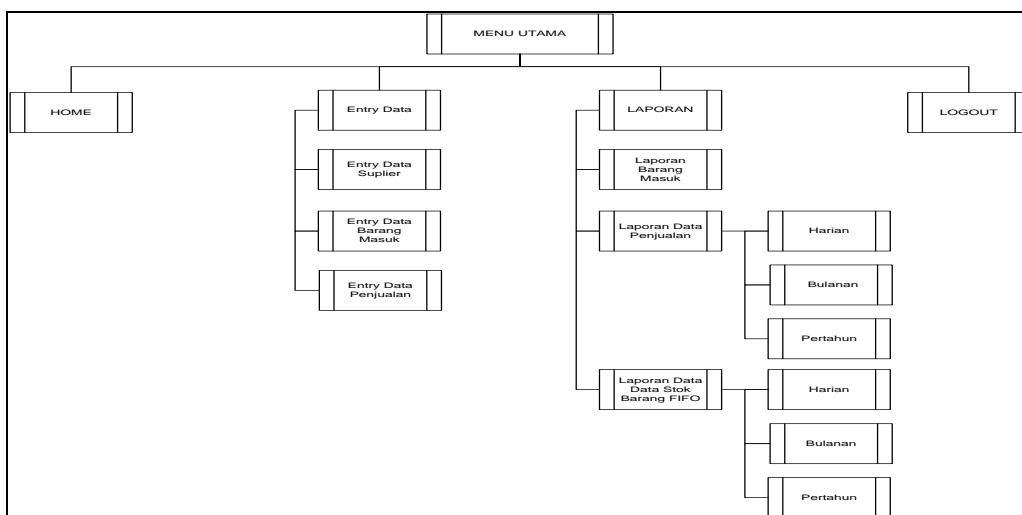 MENU UTAMA
HOME
Entry Data
LAPORAN
LOGOUT
Entry Data
Suplier
Laporan
Barang
Masuk
Entry Data
Barang
Masuk
Laporan Data
Penjualan
Harian
Entry Data
Penjualan
Bulanan
Pertahun
Laporan Data
Data Stok
Barang FIFO
Harian
Bulanan
Pertahun